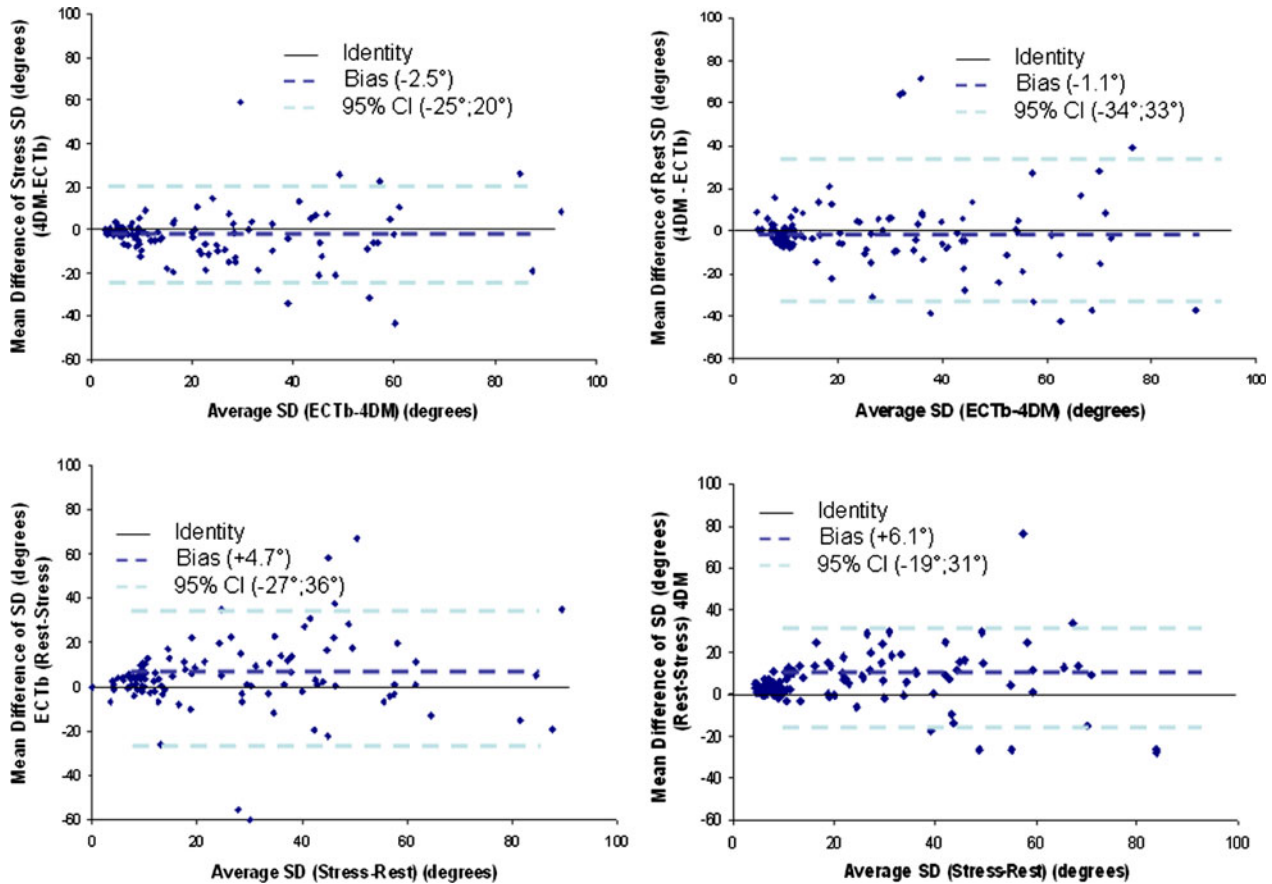 Mean Difference of Stress SD (degrees)
(4DM-ECTb)
100
80
60
40
20
0
-20
-40
-60
Identity
Bias (-2.5°)
95% CI (-25°;20°)
0 20 40 60 80 100
Average SD (ECTb-4DM) (degrees)
Mean Difference of Rest SD (degrees)
(4DM - ECTb)
100
80
60
40
20
0
-20
-40
-60
Identity
Bias (-1.1°)
95% CI (-34°;33°)
0 20 40 60 80 100
Average SD (ECTb-4DM) (degrees)
Mean Difference of SD (degrees)
ECTb (Rest-Stress)
100
80
60
40
20
0
-20
-40
-60
Identity
Bias (+4.7°)
95% CI (-27°;36°)
0 20 40 60 80 100
Average SD (Stress-Rest) (degrees)
Mean Difference of SD (degrees)
(Rest-Stress) 4DM
100
80
60
40
20
0
-20
-40
-60
Identity
Bias (+6.1°)
95% CI (-19°;31°)
0 20 40 60 80 100
Average SD (Stress-Rest) (degrees)